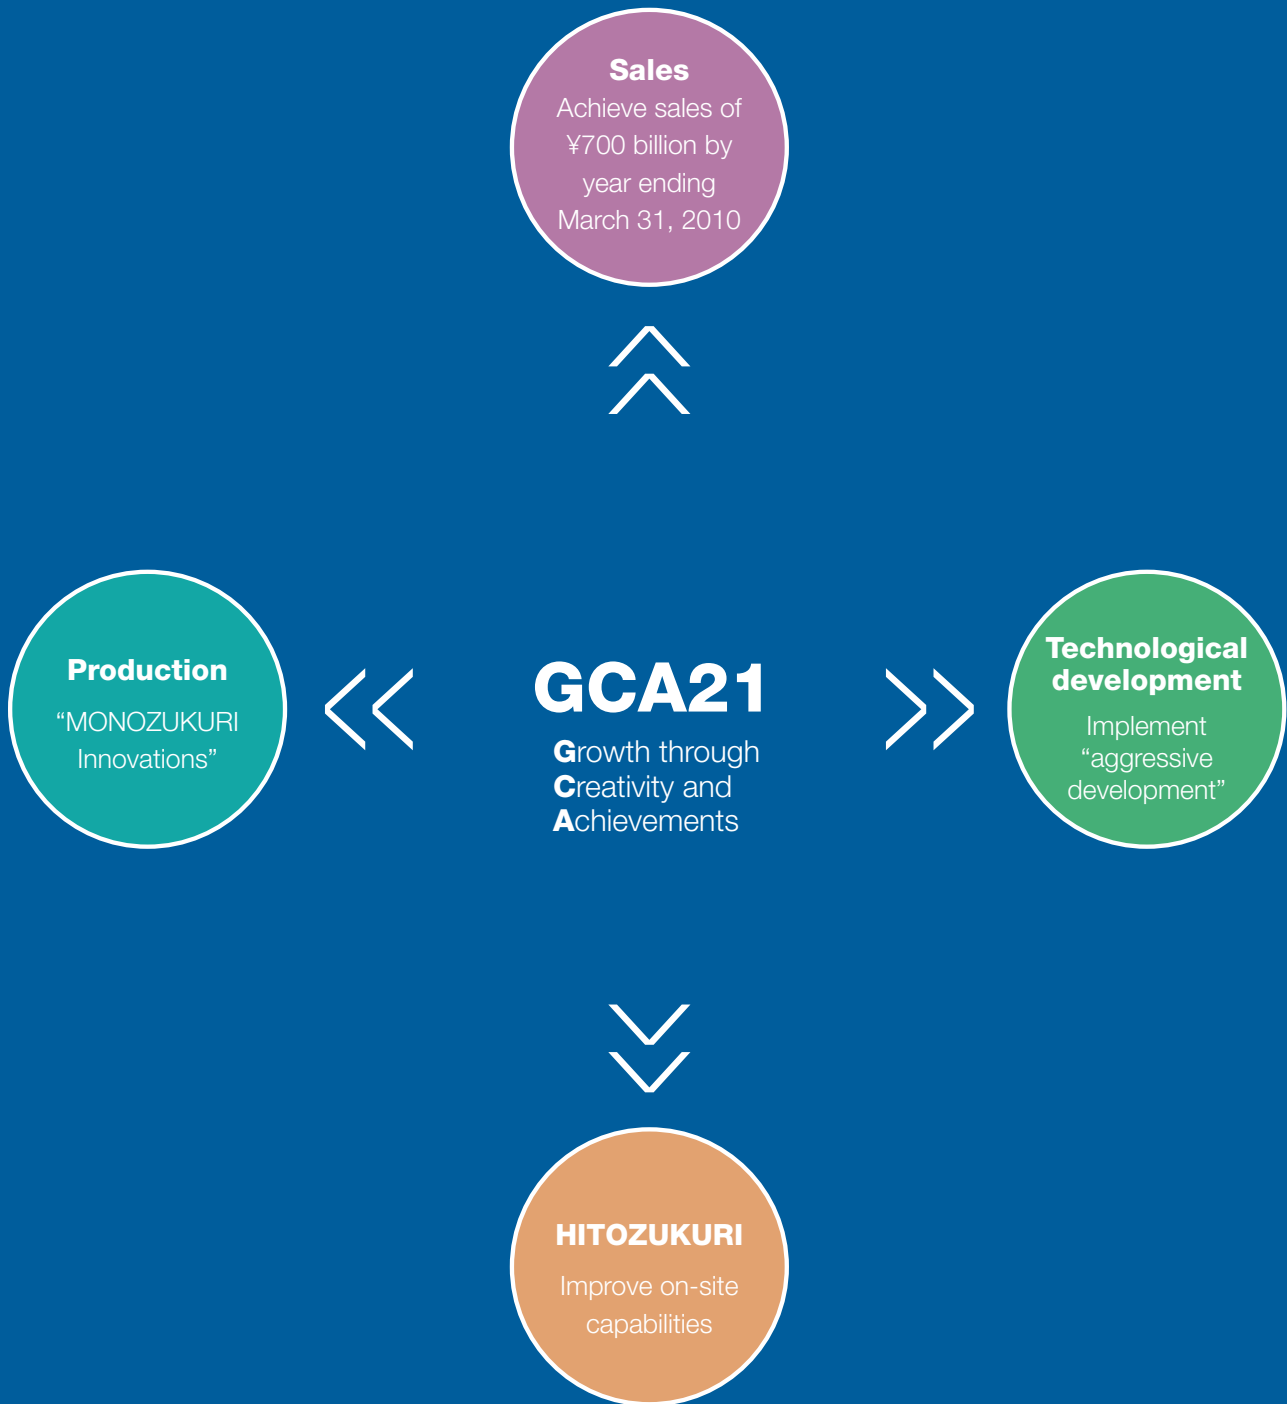 Sales
Achieve sales of
¥700 billion by
year ending
March 31, 2010
Production
“MONOZUKURI
Innovations”
GCA21
Growth through
Creativity and
Achievements
Technological
development
Implement
“aggressive
development”
HITOZUKURI
Improve on-site
capabilities